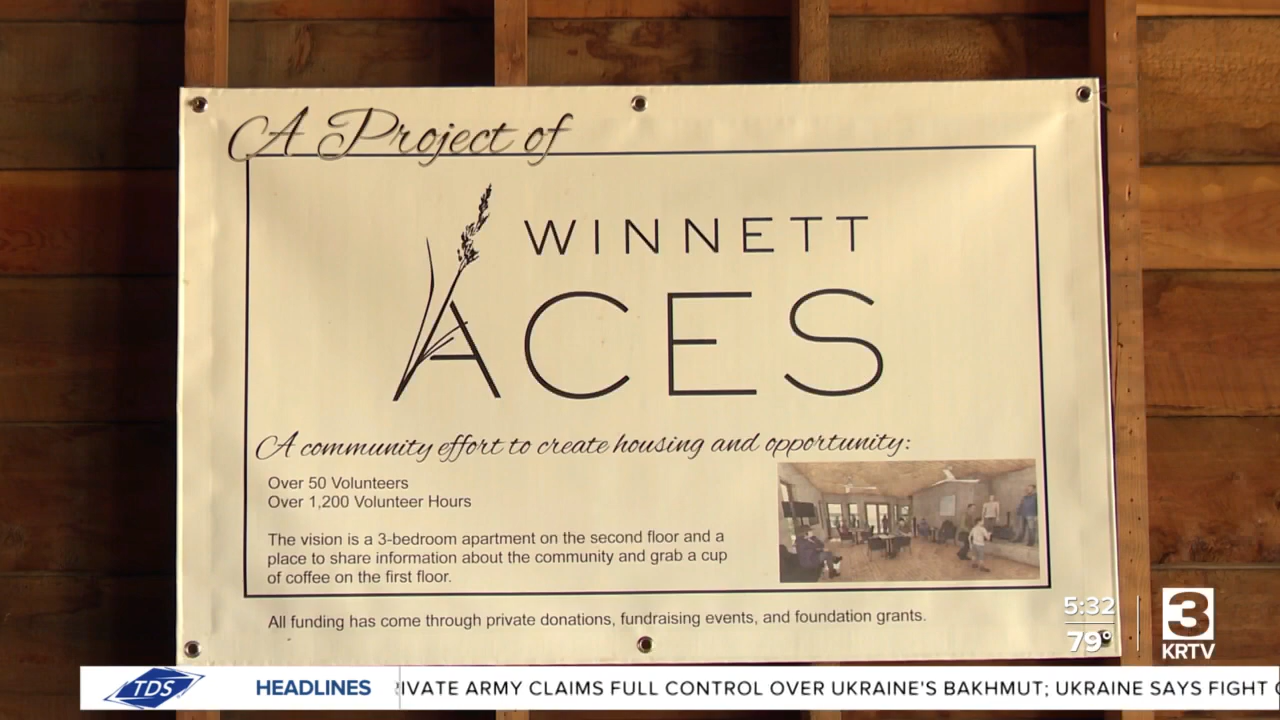 A Project of
WINNETT
ACES
A community effort to create housing and opportunity:
Over 50 Volunteers
Over 1,200 Volunteer Hours
The vision is a 3-bedroom apartment on the second floor and a
place to share information about the community and grab a cup
of coffee on the first floor.
All funding has come through private donations, fundraising events, and foundation grants.
5:32
79°
3
KRTV
TDS
HEADLINES
IVATE ARMY CLAIMS FULL CONTROL OVER UKRAINE'S BAKHMUT; UKRAINE SAYS FIGHT